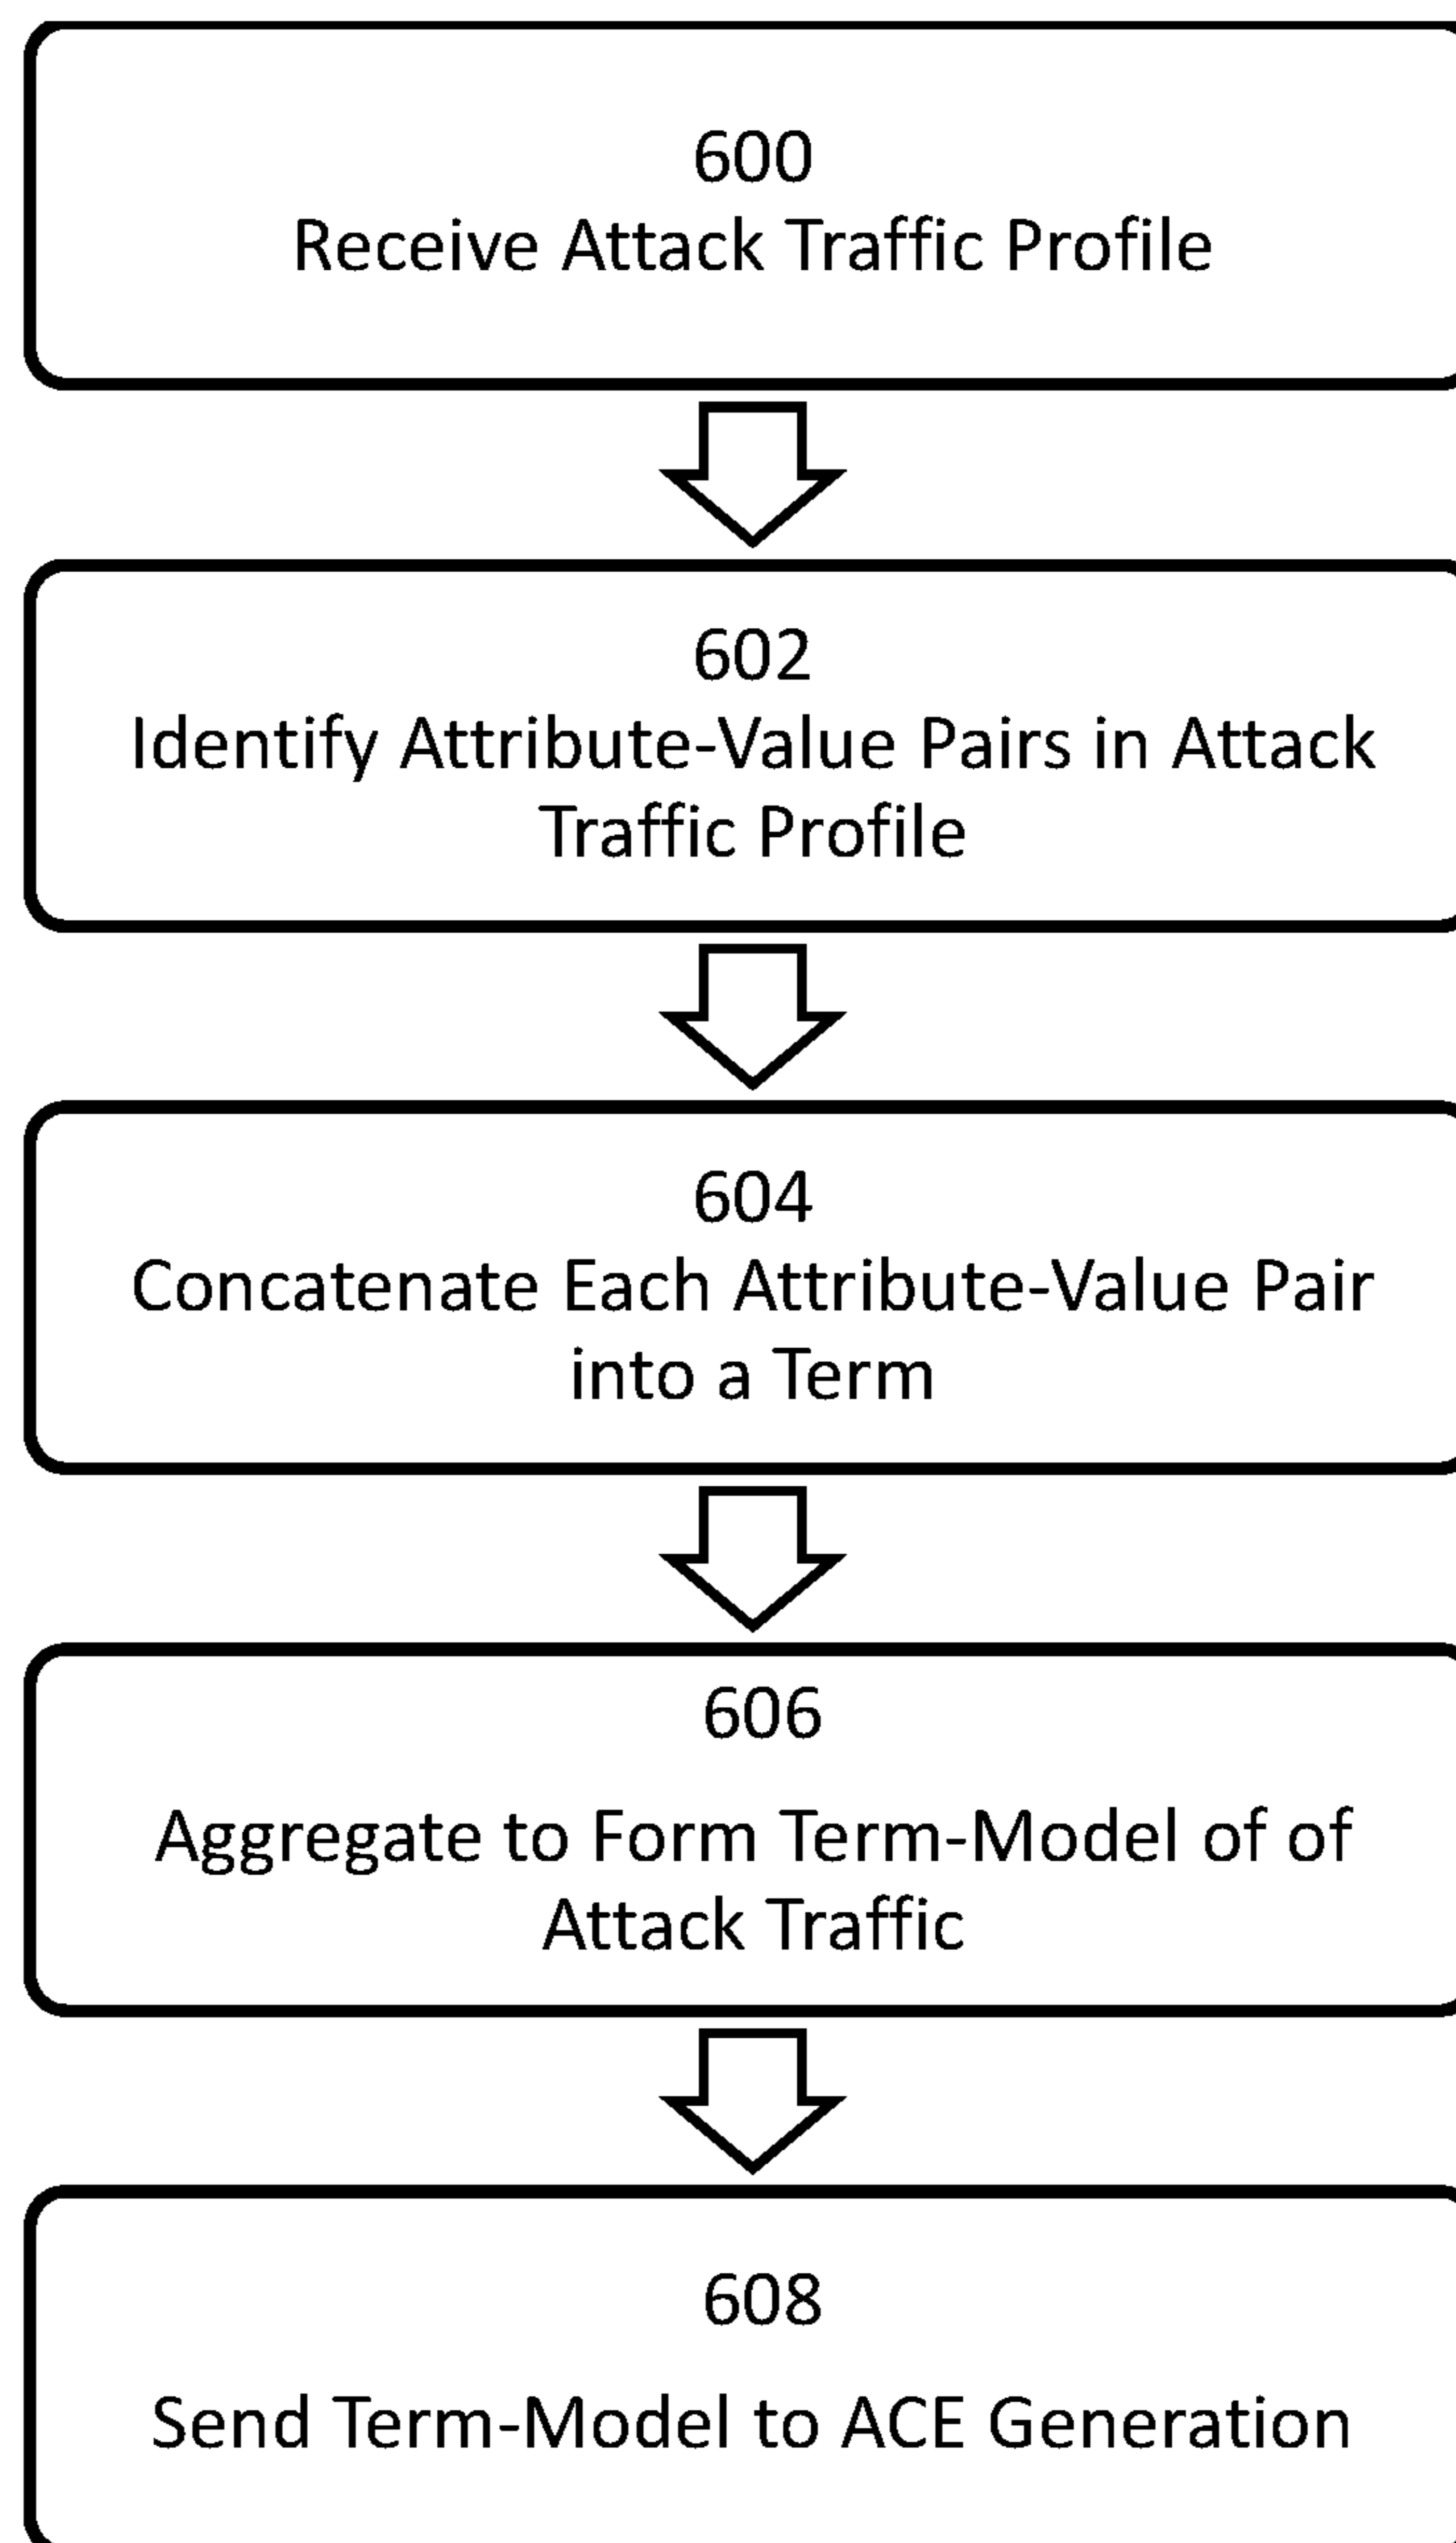 600
Receive Attack Traffic Profile
602
Identify Attribute-Value Pairs in Attack
Traffic Profile
604
Concatenate Each Attribute-Value Pair
into a Term
606
Aggregate to Form Term-Model of of
Attack Traffic
608
Send Term-Model to ACE Generation